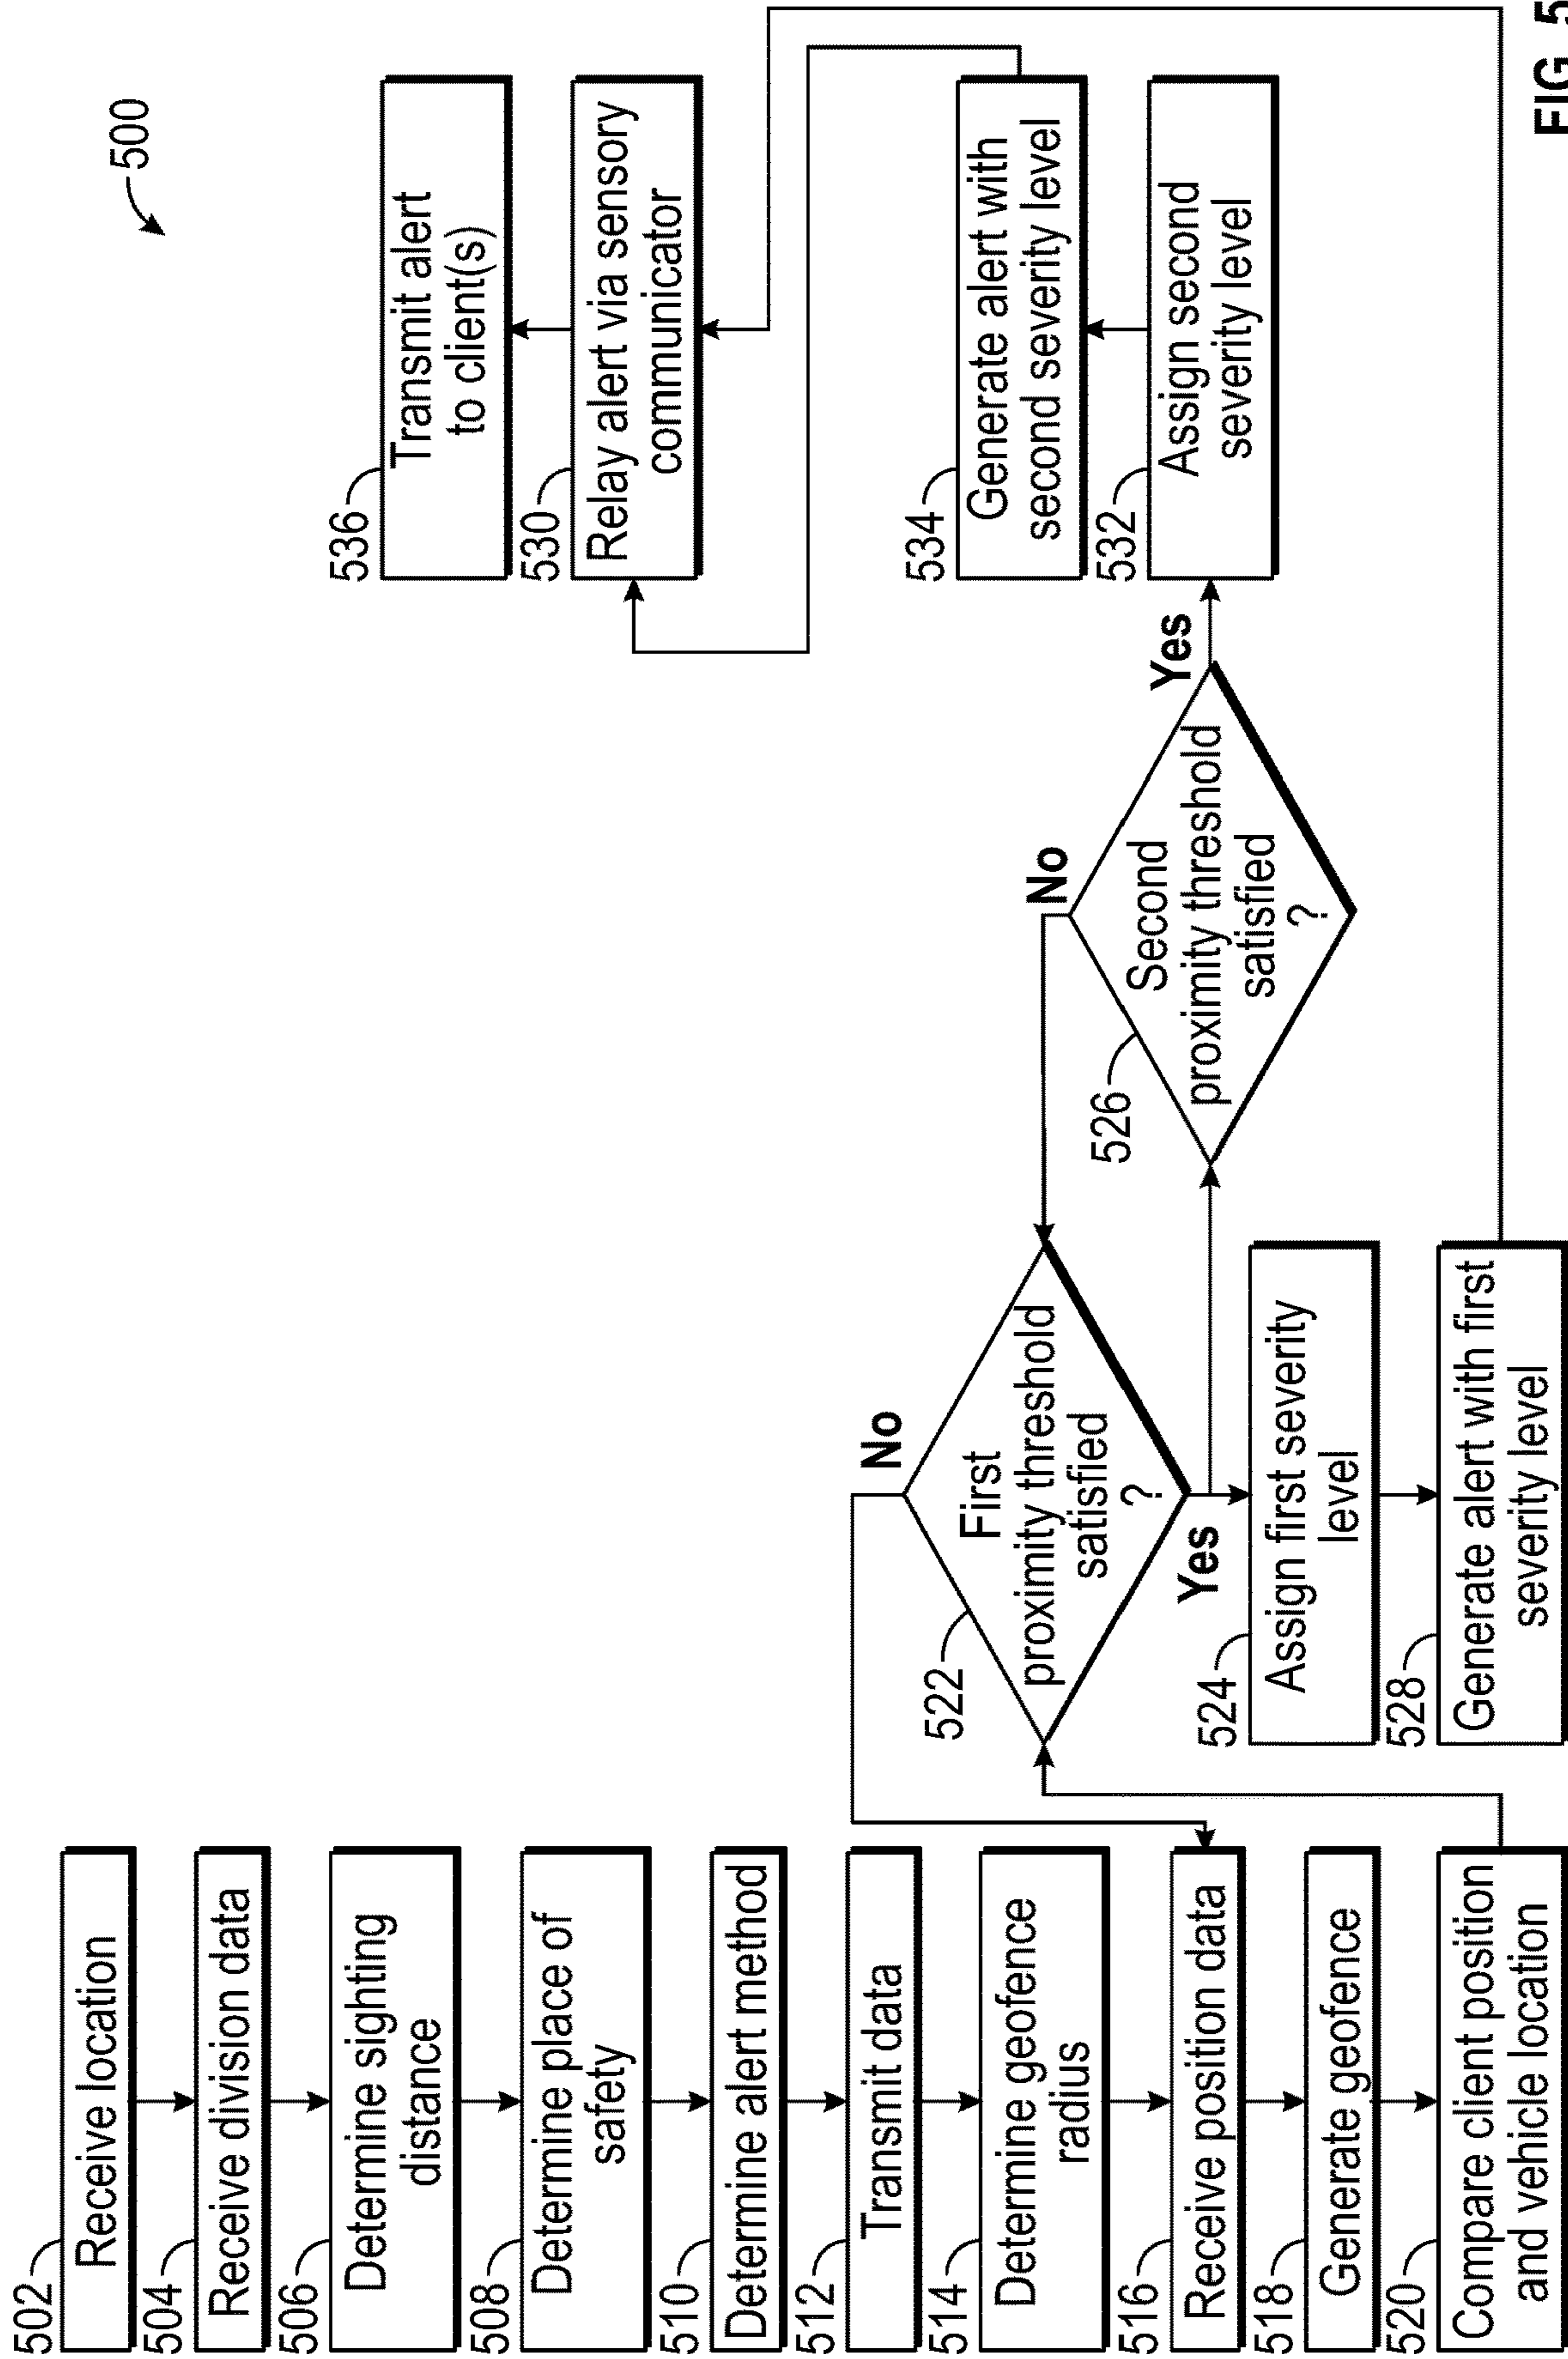 500
502
Receive location
504
Receive division data
506
Determine sighting
distance
508
Determine place of
safety
510
Determine alert method
512
Transmit data
514
Determine geofence
radius
516
Receive position data
518
Generate geofence
520
Compare client position
and vehicle location
522
First
proximity threshold
satisfied
?
No
Yes
524
Assign first severity
level
528
Generate alert with first
severity level
526
Second
proximity threshold
satisfied
?
No
Yes
536
Transmit alert
to client(s)
530
Relay alert via sensory
communicator
534
Generate alert with
second severity level
532
Assign second
severity level
FIG. 5